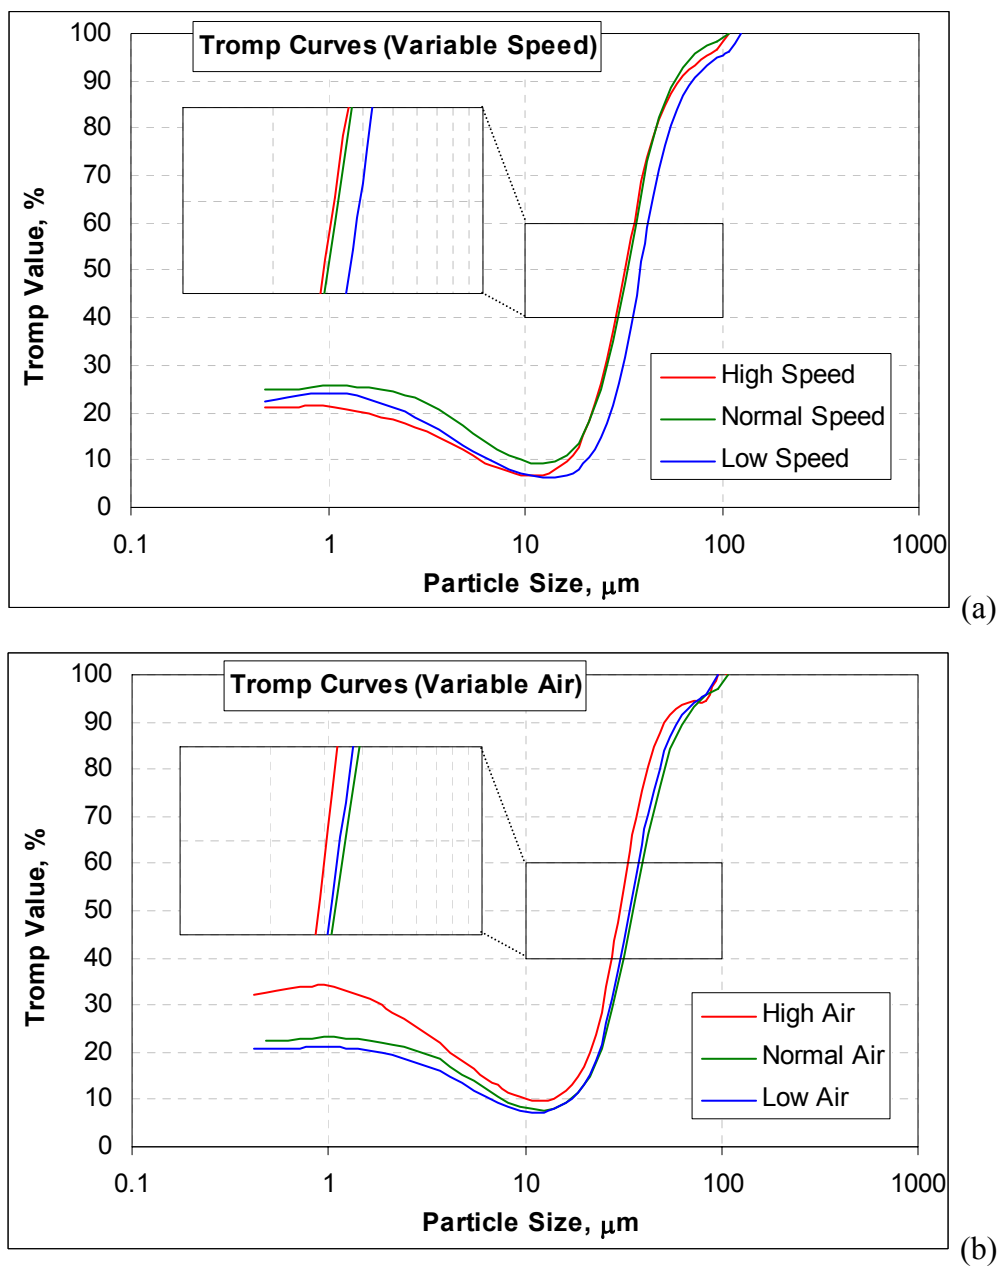 Tromp Curves (Variable Speed)
100
90
80
70
60
50
40
30
20
10
0
Tromp Value, %
High Speed
Normal Speed
Low Speed
0.1 1 10 100 1000
Particle Size, μm
(a)
Tromp Curves (Variable Air)
100
90
80
70
60
50
40
30
20
10
0
Tromp Value, %
High Air
Normal Air
Low Air
0.1 1 10 100 1000
Particle Size, μm
(b)